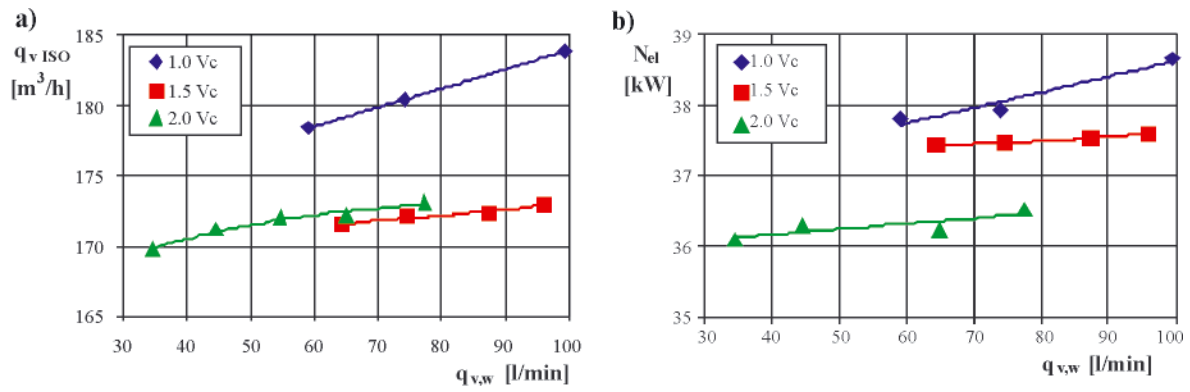 a)
q v ISO
[m³/h]
185
180
175
170
165
1.0 Vc
1.5 Vc
2.0 Vc
30 40 50 60 70 80 90 100
q v,w [l/min]
b)
N el
[kW]
39
38
37
36
35
1.0 Vc
1.5 Vc
2.0 Vc
30 40 50 60 70 80 90 100
q v,w [l/min]